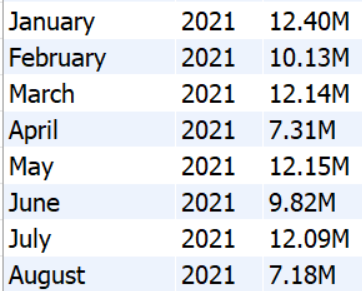 January 2021 12.40M
February 2021 10.13M
March 2021 12.14M
April 2021 7.31M
May 2021 12.15M
June 2021 9.82M
July 2021 12.09M
August 2021 7.18M